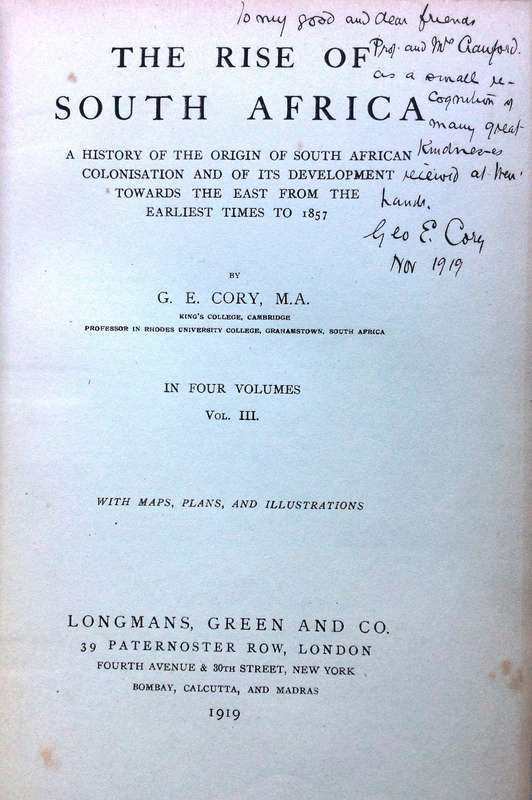 To my good and dear friends
Prof. and Mrs Cranford.
as a small re-
cognition of
many great
kindnesses
received at their
hands.
Geo E. Cory
Nov 1919
THE RISE OF
SOUTH AFRICA
A HISTORY OF THE ORIGIN OF SOUTH AFRICAN
COLONISATION AND OF ITS DEVELOPMENT
TOWARDS THE EAST FROM THE
EARLIEST TIMES TO 1857
BY
G. E. CORY, M.A.
KING'S COLLEGE, CAMBRIDGE
PROFESSOR IN RHODES UNIVERSITY COLLEGE, GRAHAMSTOWN, SOUTH AFRICA
IN FOUR VOLUMES
VOL. III.
WITH MAPS, PLANS, AND ILLUSTRATIONS
LONGMANS, GREEN AND CO.
39 PATERNOSTER ROW, LONDON
FOURTH AVENUE & 30TH STREET, NEW YORK
BOMBAY, CALCUTTA, AND MADRAS
1919